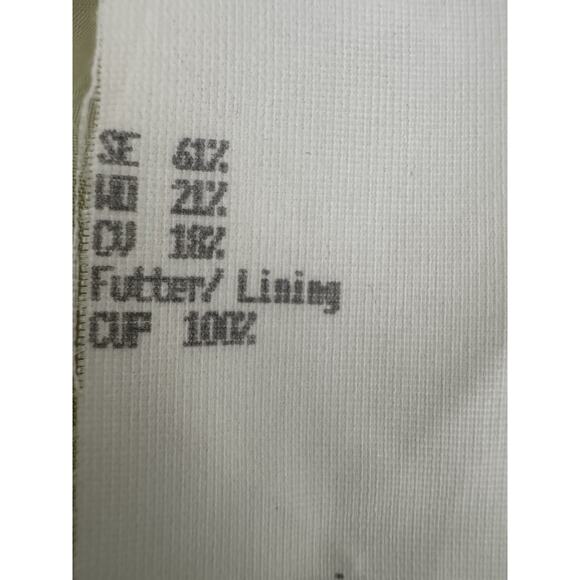 SE 61%
WO 21%
CV 18%
Futter/ Lining
CUP 100%